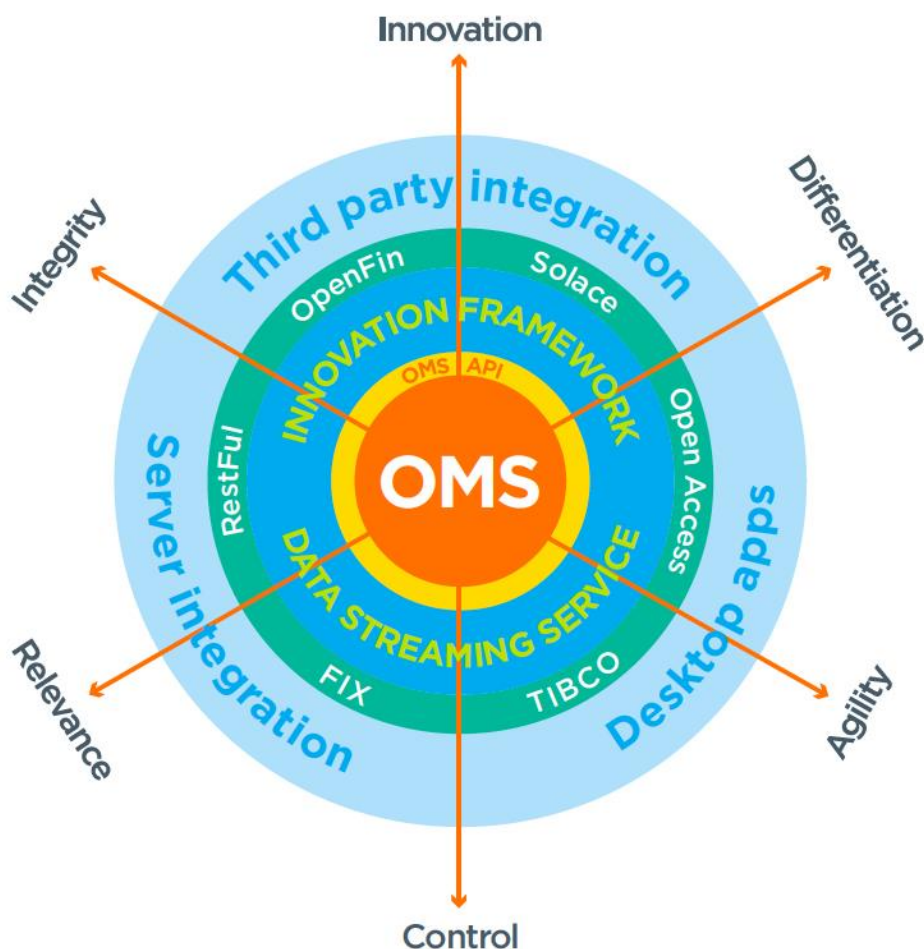 Innovation
Differentiation
Integrity
Third party integration
OpenFin
Solace
INNOVATION FRAMEWORK
OMS API
OMS
RestFul
Open Access
Server integration
Desktop apps
DATA STREAMING SERVICE
FIX
TIBCO
Relevance
Agility
Control